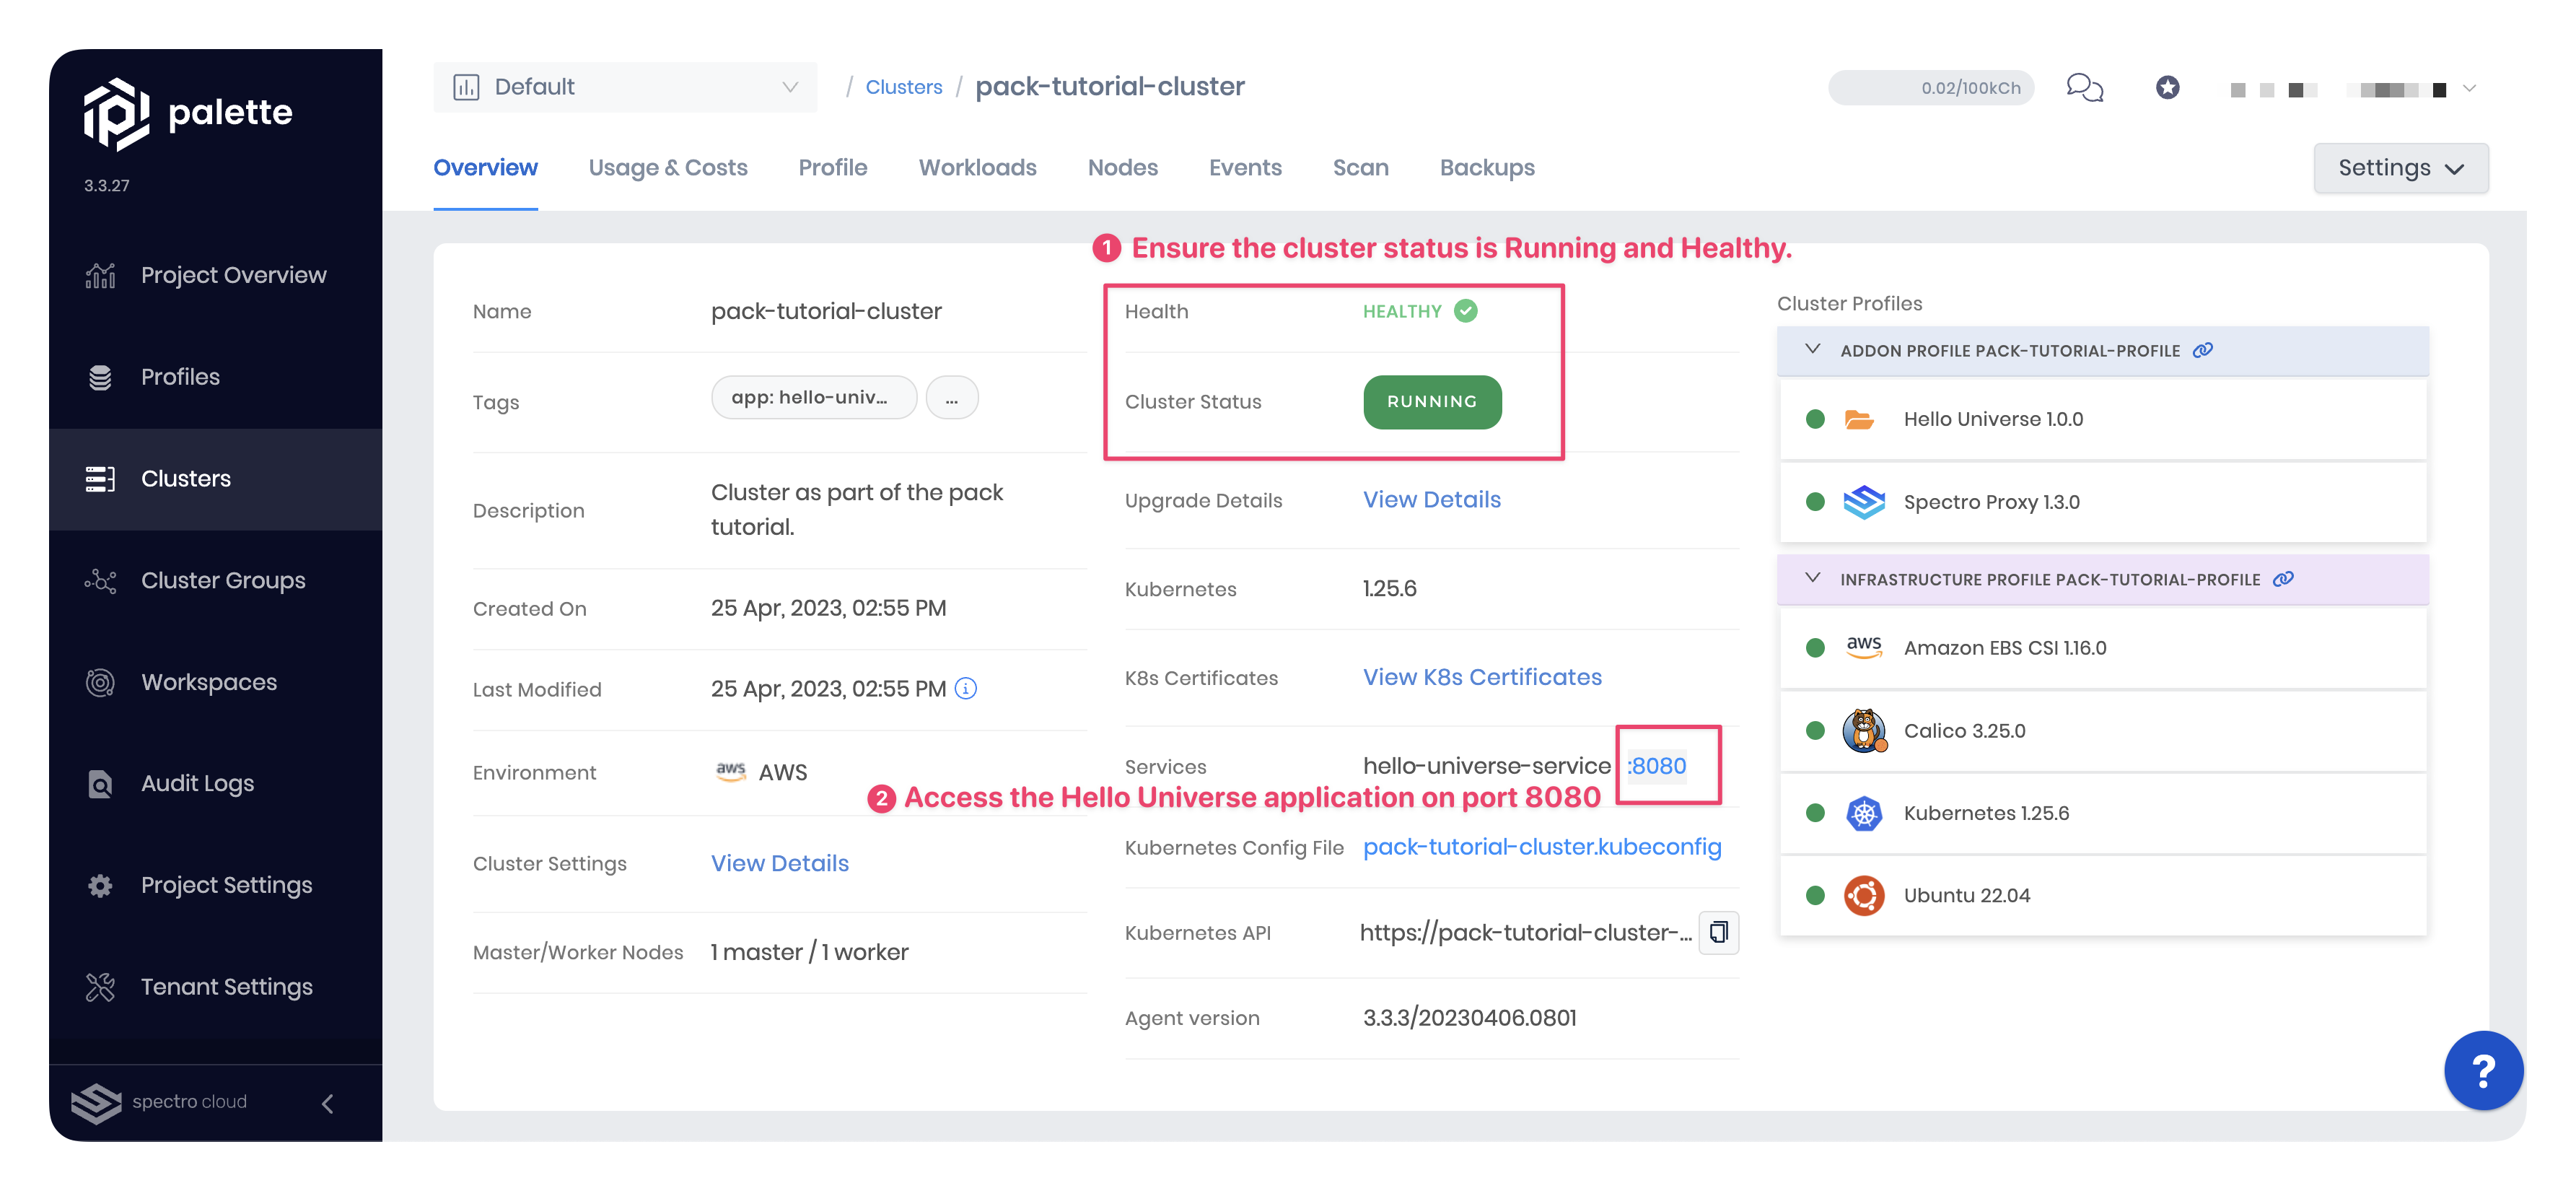 palette
3.3.27
Project Overview
Profiles
Clusters
Cluster Groups
Workspaces
Audit Logs
Project Settings
Tenant Settings
spectro cloud
Default
/ Clusters / pack-tutorial-cluster
0.02/100kCh
Overview
Usage & Costs
Profile
Workloads
Nodes
Events
Scan
Backups
Settings
1 Ensure the cluster status is Running and Healthy.
Name pack-tutorial-cluster
Tags app: hello-univ... ...
Description Cluster as part of the pack
tutorial.
Created On 25 Apr, 2023, 02:55 PM
Last Modified 25 Apr, 2023, 02:55 PM
Environment aws AWS
Cluster Settings View Details
Master/Worker Nodes 1 master / 1 worker
Health HEALTHY
Cluster Status RUNNING
Upgrade Details View Details
Kubernetes 1.25.6
K8s Certificates View K8s Certificates
Services hello-universe-service :8080
2 Access the Hello Universe application on port 8080
Kubernetes Config File pack-tutorial-cluster.kubeconfig
Kubernetes API https://pack-tutorial-cluster-...
Agent version 3.3.3/20230406.0801
Cluster Profiles
ADDON PROFILE PACK-TUTORIAL-PROFILE
Hello Universe 1.0.0
Spectro Proxy 1.3.0
INFRASTRUCTURE PROFILE PACK-TUTORIAL-PROFILE
aws Amazon EBS CSI 1.16.0
Calico 3.25.0
Kubernetes 1.25.6
Ubuntu 22.04
?